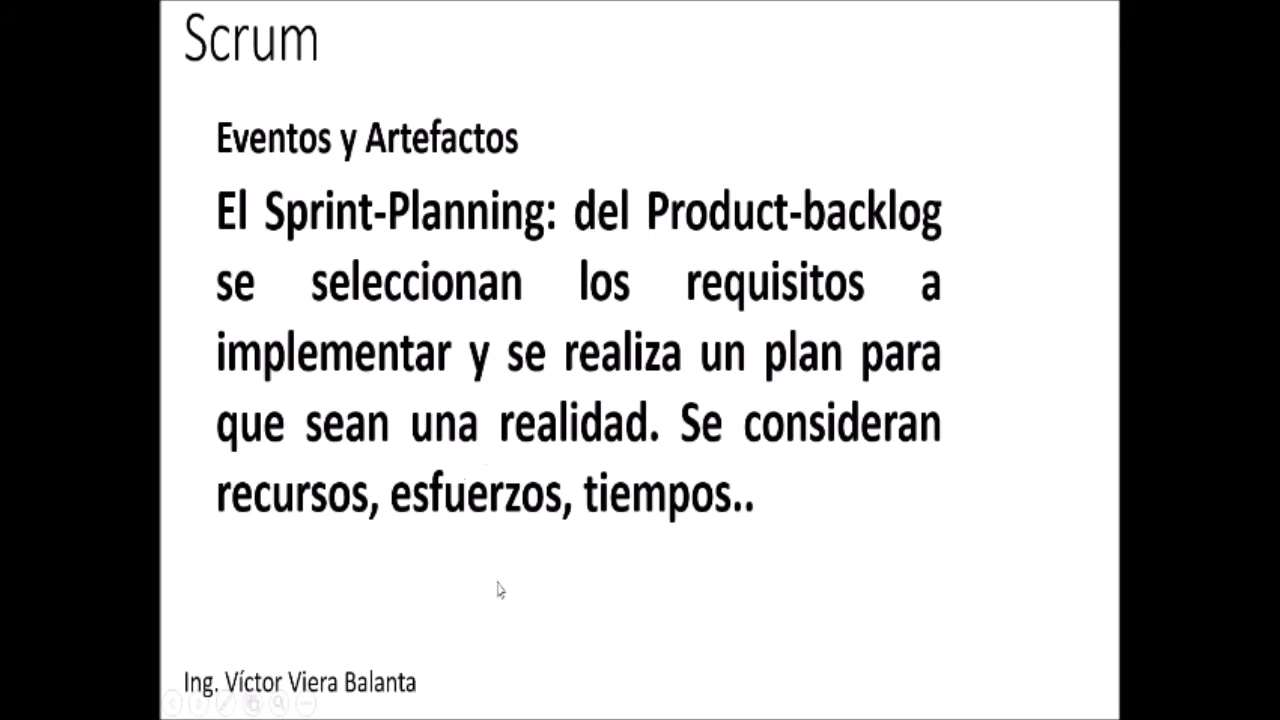 Scrum
Eventos y Artefactos
El Sprint-Planning: del Product-backlog
se seleccionan los requisitos a
implementar y se realiza un plan para
que sean una realidad. Se consideran
recursos, esfuerzos, tiempos..
Ing. Víctor Viera Balanta